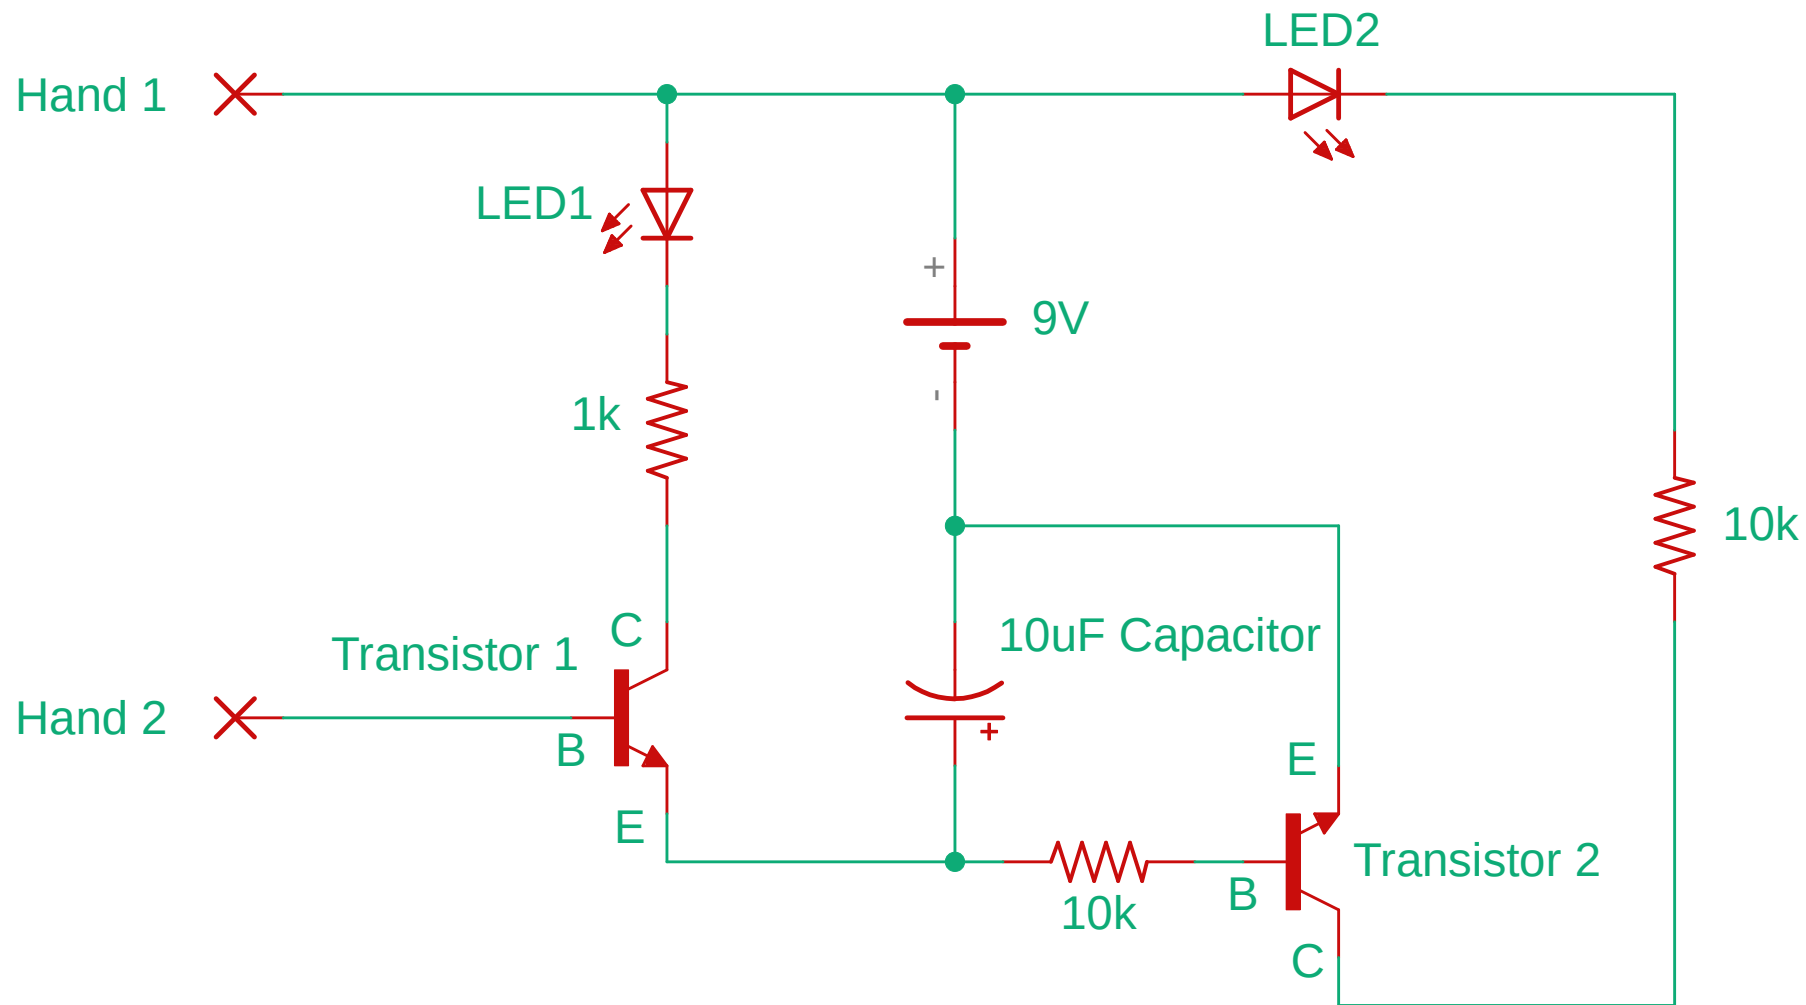 LED2
Hand 1
LED1
+
9V
-
1k
10k
C
10uF Capacitor
Transistor 1
Hand 2
+
B
E
E
Transistor 2
B
10k
C